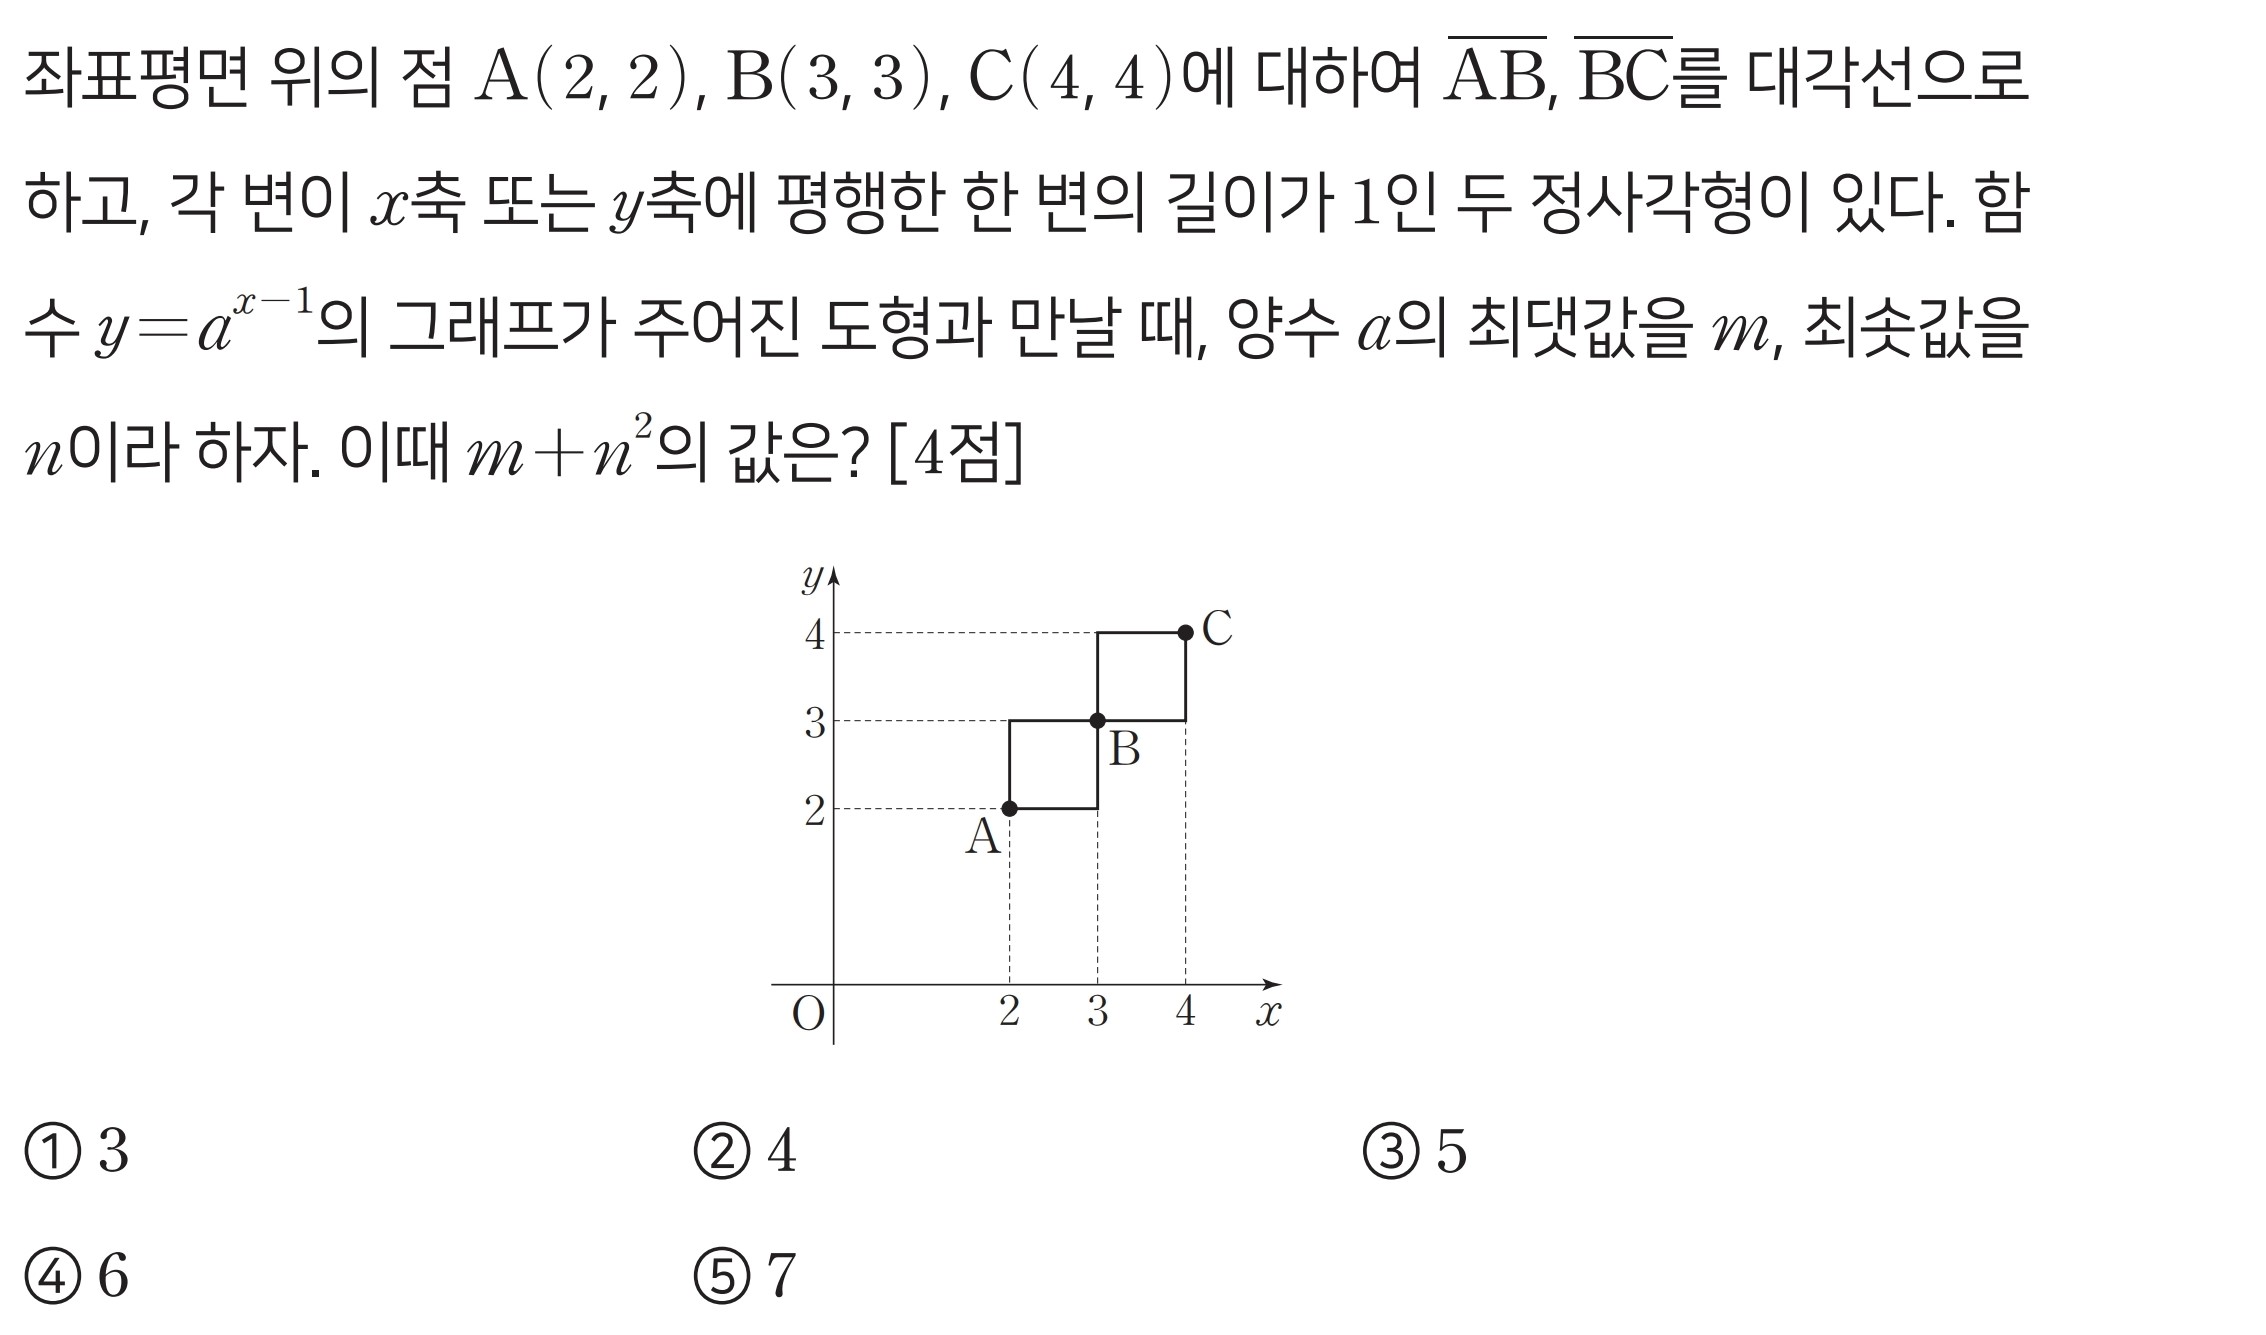 좌표평면 위의 점 A(2, 2), B(3, 3), C(4, 4)에 대하여 \overline{AB}, \overline{BC}를 대각선으로
하고, 각 변이 x축 또는 y축에 평행한 한 변의 길이가 1인 두 정사각형이 있다. 함
수 y=a^{x-1}의 그래프가 주어진 도형과 만날 때, 양수 a의 최댓값을 m, 최솟값을
n이라 하자. 이때 m+n^2의 값은? [4점]
y
4
C
3
B
2
A
O 2 3 4 x
① 3 ② 4 ③ 5
④ 6 ⑤ 7